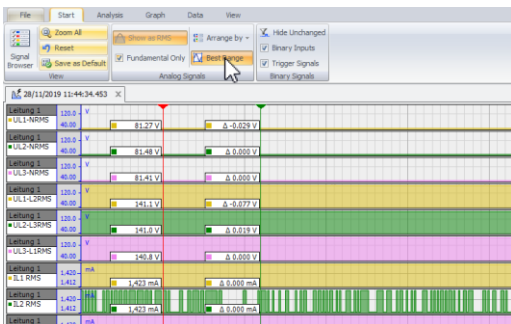 File Start Analysis Graph Data View
Signal Browser
Zoom All
Reset
Save as Default
View
Show as RMS
Arrange by
Fundamental Only
Best Range
Analog Signals
Hide Unchanged
Binary Inputs
Trigger Signals
Binary Signals
28/11/2019 11:44:34.453 X
Leitung 1 120.0 V
UL1-NRMS 40.00 81.27 V Δ -0.029 V
Leitung 1 120.0 V
UL2-NRMS 40.00 81.48 V Δ 0.000 V
Leitung 1 120.0 V
UL3-NRMS 40.00 81.41 V Δ 0.000 V
Leitung 1 120.0 V
UL1-L2RMS 40.00 141.1 V Δ -0.077 V
Leitung 1 120.0 V
UL2-L3RMS 40.00 141.0 V Δ 0.019 V
Leitung 1 120.0 V
UL3-L1RMS 40.00 140.8 V Δ 0.000 V
Leitung 1 1,420 mA
IL1 RMS 1,412 1,423 mA Δ 0.000 mA
Leitung 1 1,420 mA
IL2 RMS 1,412 1,423 mA Δ 0.000 mA
Leitung 1 mA